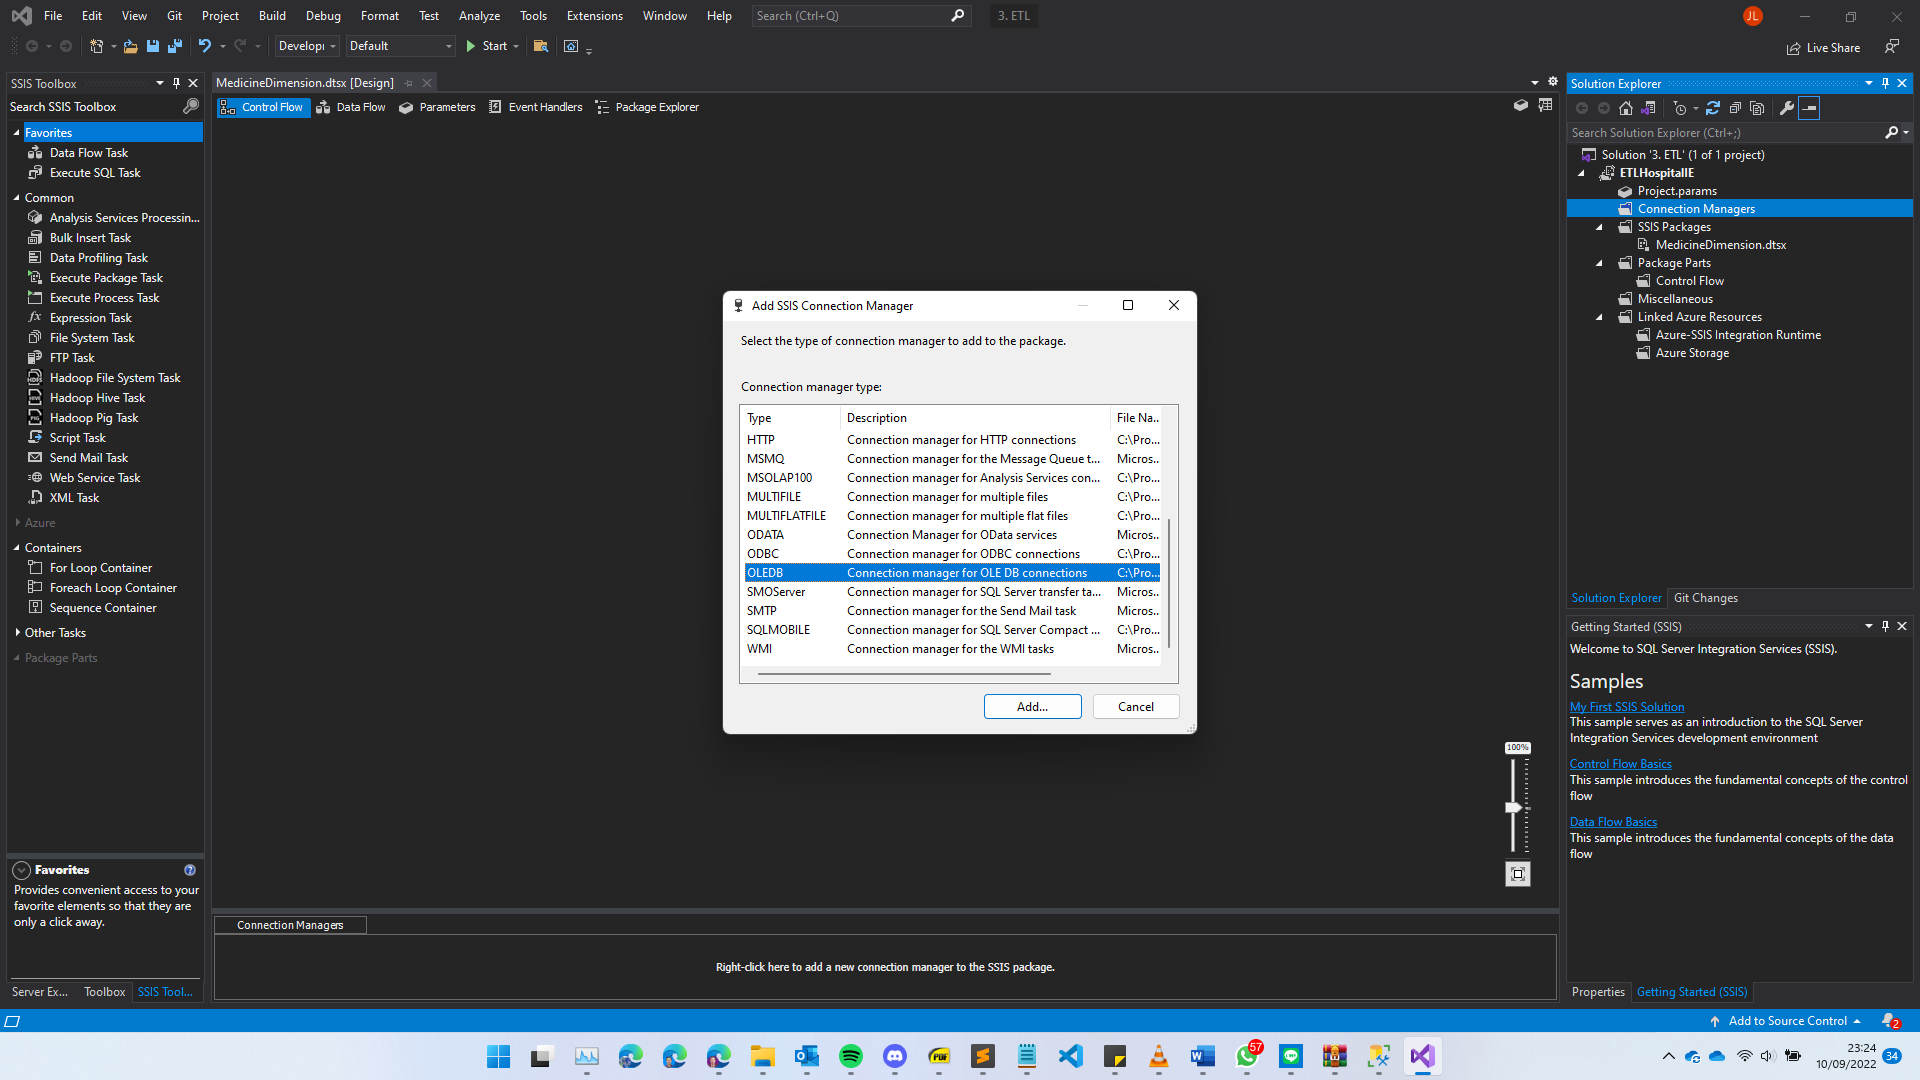 File Edit View Git Project Build Debug Format Test Analyze Tools Extensions Window Help Search (Ctrl+Q) 3. ETL JL
Develop Default Start Live Share
SSIS Toolbox
Search SSIS Toolbox
Favorites
Data Flow Task
Execute SQL Task
Common
Analysis Services Processin...
Bulk Insert Task
Data Profiling Task
Execute Package Task
Execute Process Task
Expression Task
File System Task
FTP Task
Hadoop File System Task
Hadoop Hive Task
Hadoop Pig Task
Script Task
Send Mail Task
Web Service Task
XML Task
Azure
Containers
For Loop Container
Foreach Loop Container
Sequence Container
Other Tasks
Package Parts
Favorites
Provides convenient access to your
favorite elements so that they are
only a click away.
Server Ex... Toolbox SSIS Tool...
MedicineDimension.dtsx [Design]
Control Flow Data Flow Parameters Event Handlers Package Explorer
Add SSIS Connection Manager
Select the type of connection manager to add to the package.
Connection manager type:
Type Description File Na..
HTTP Connection manager for HTTP connections C:\Pro...
MSMQ Connection manager for the Message Queue t... Micros..
MSOLAP100 Connection manager for Analysis Services con... C:\Pro...
MULTIFILE Connection manager for multiple files C:\Pro...
MULTIFLATFILE Connection manager for multiple flat files C:\Pro...
ODATA Connection Manager for OData services Micros..
ODBC Connection manager for ODBC connections C:\Pro...
OLEDB Connection manager for OLE DB connections C:\Pro...
SMOServer Connection manager for SQL Server transfer ta... Micros..
SMTP Connection manager for the Send Mail task Micros..
SQLMOBILE Connection manager for SQL Server Compact ... C:\Pro...
WMI Connection manager for the WMI tasks Micros..
Add... Cancel
100%
Connection Managers
Right-click here to add a new connection manager to the SSIS package.
Solution Explorer
Search Solution Explorer (Ctrl+;)
Solution '3. ETL' (1 of 1 project)
ETLHospitalIE
Project.params
Connection Managers
SSIS Packages
MedicineDimension.dtsx
Package Parts
Control Flow
Miscellaneous
Linked Azure Resources
Azure-SSIS Integration Runtime
Azure Storage
Solution Explorer Git Changes
Getting Started (SSIS)
Welcome to SQL Server Integration Services (SSIS).
Samples
My First SSIS Solution
This sample serves as an introduction to the SQL Server
Integration Services development environment
Control Flow Basics
This sample introduces the fundamental concepts of the control
flow
Data Flow Basics
This sample introduces the fundamental concepts of the data
flow
Properties Getting Started (SSIS)
Add to Source Control 2
PDF 57 23:24
10/09/2022 34